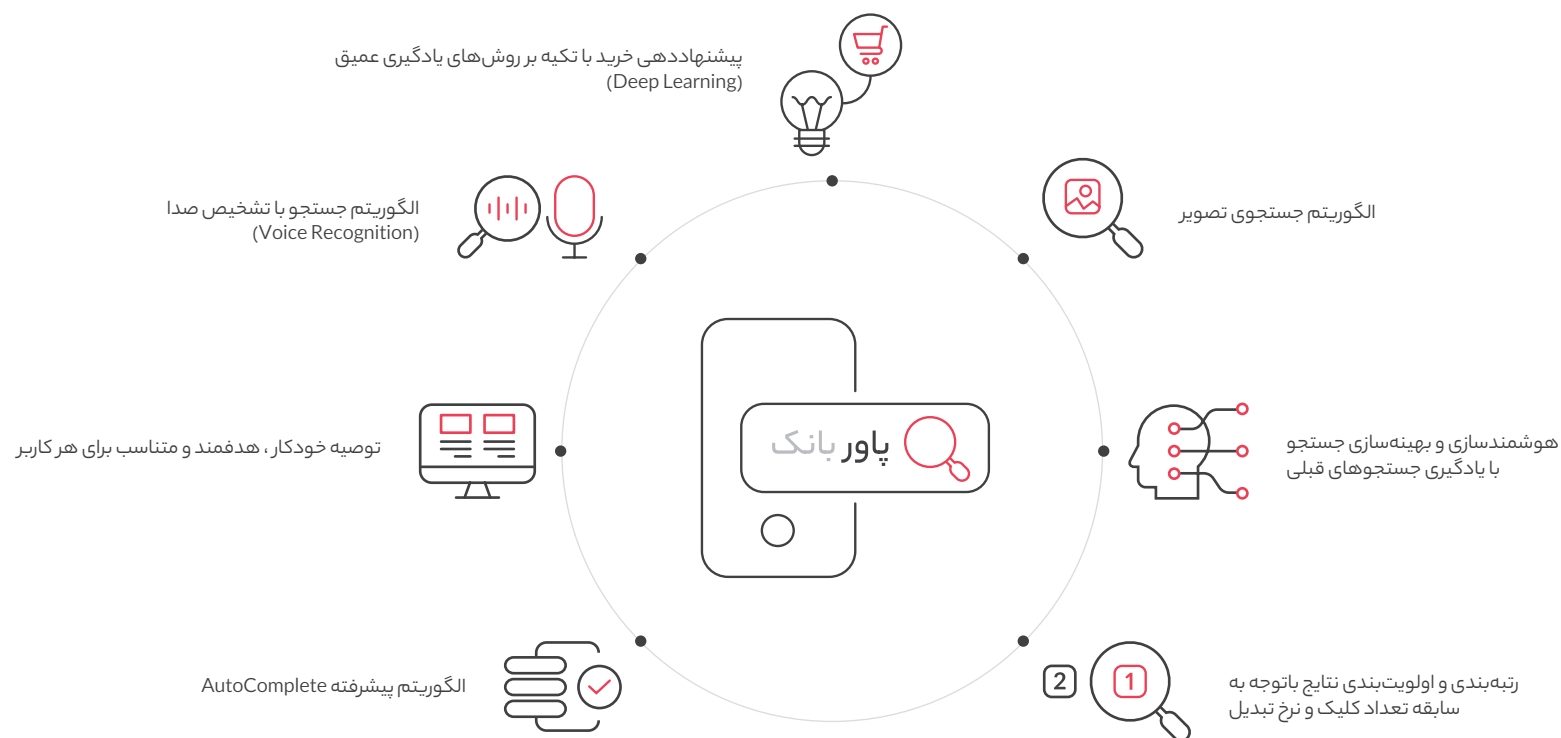 پیشنهاددهی خرید با تکیه بر روش‌های یادگیری عمیق
(Deep Learning)
الگوریتم جستجوی تصویر
الگوریتم جستجو با تشخیص صدا
(Voice Recognition)
هوشمندسازی و بهینه‌سازی جستجو
با یادگیری جستجوهای قبلی
پاور بانک
توصیه خودکار ، هدفمند و متناسب برای هر کاربر
رتبه‌بندی و اولویت‌بندی نتایج باتوجه به
سابقه تعداد کلیک و نرخ تبدیل
1
2
الگوریتم پیشرفته AutoComplete